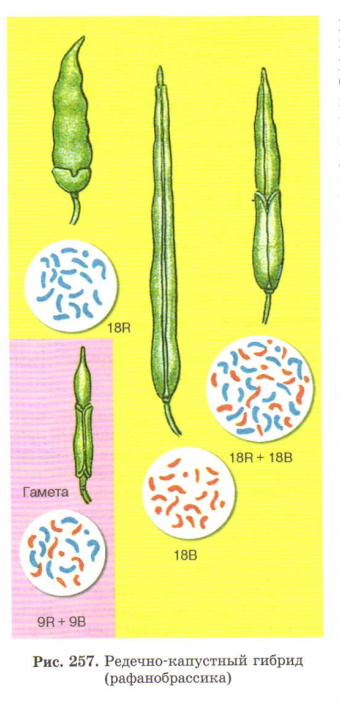 18R
18R + 18B
Гамета
18B
9R + 9B
Рис. 257. Редечно-капустный гибрид
(рафанобрассика)